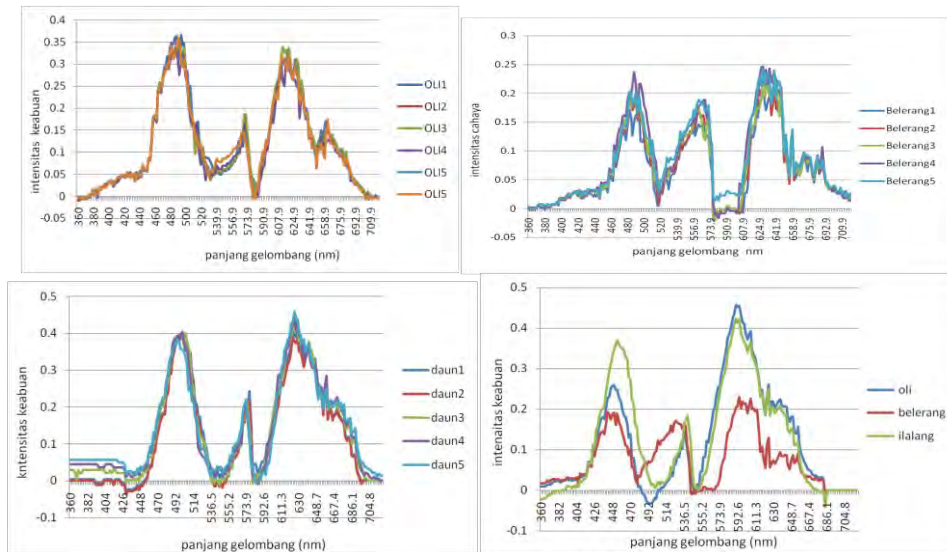 0.4
0.35
0.3
0.25
0.2
0.15
0.1
0.05
0
-0.05
intensitas keabuan
360 380 400 420 440 460 480 500 520 539.9 556.9 573.9 590.9 607.9 624.9 641.9 658.9 675.9 692.9 709.9
panjang gelombang (nm)
OLI1
OLI2
OLI3
OLI4
OLI5
OLI5
0.3
0.25
0.2
0.15
0.1
0.05
0
-0.05
intensitas cahaya
360 380 400 420 440 460 480 500 520 539.9 556.9 573.9 590.9 607.9 624.9 641.9 658.9 675.9 692.9 709.9
panjang gelombang nm
Belerang1
Belerang2
Belerang3
Belerang4
Belerang5
0.5
0.4
0.3
0.2
0.1
0
-0.1
Kntensitas keabuan
360 382 404 426 448 470 492 514 536.5 555.2 573.9 592.6 611.3 630 648.7 667.4 686.1 704.8
panjang gelombang (nm)
daun1
daun2
daun3
daun4
daun5
0.5
0.4
0.3
0.2
0.1
0
-0.1
intenaitas keabuan
360 382 404 426 448 470 492 514 536.5 555.2 573.9 592.6 611.3 630 648.7 667.4 686.1 704.8
panjang gelombang (nm)
oli
belerang
ilalang